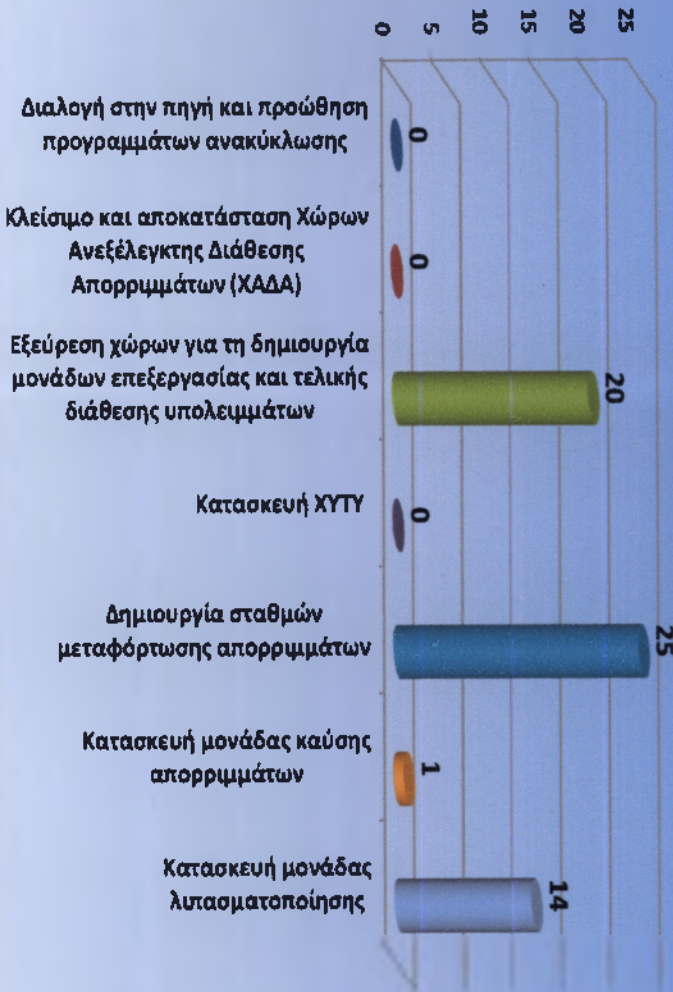 25
20
15
10
5
0
0
0
20
0
25
1
14
Διαλογή στην πηγή και προώθηση
προγραμμάτων ανακύκλωσης
Κλείσιμο και αποκατάσταση Χώρων
Ανεξέλεγκτης Διάθεσης
Απορριμμάτων (ΧΑΔΑ)
Εξεύρεση χώρων για τη δημιουργία
μονάδων επεξεργασίας και τελικής
διάθεσης υπολειμμάτων
Κατασκευή ΧΥΤΥ
Δημιουργία σταθμών
μεταφόρτωσης απορριμμάτων
Κατασκευή μονάδας καύσης
απορριμμάτων
Κατασκευή μονάδας
λιπασματοποίησης